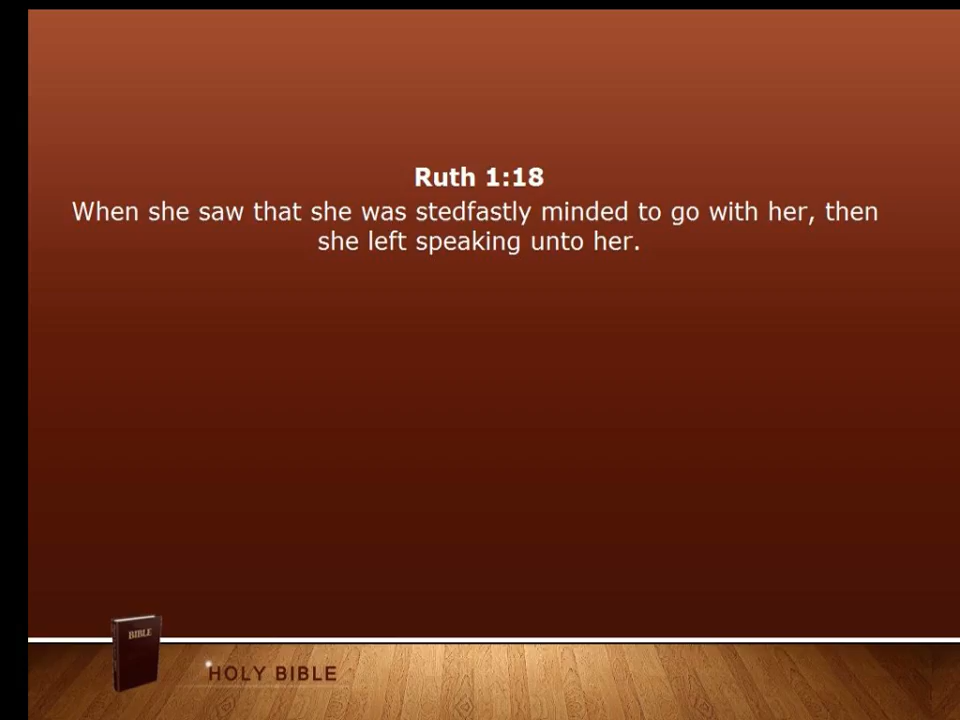 Ruth 1:18
When she saw that she was stedfastly minded to go with her, then
she left speaking unto her.
BIBLE
HOLY BIBLE